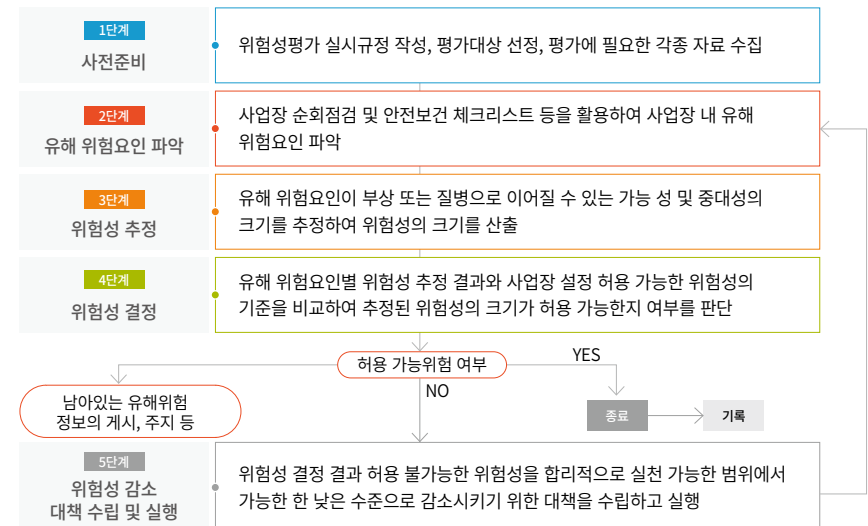 1단계
사전준비
위험성평가 실시규정 작성, 평가대상 선정, 평가에 필요한 각종 자료 수집
2단계
유해 위험요인 파악
사업장 순회점검 및 안전보건 체크리스트 등을 활용하여 사업장 내 유해
위험요인 파악
3단계
위험성 추정
유해 위험요인이 부상 또는 질병으로 이어질 수 있는 가능 성 및 중대성의
크기를 추정하여 위험성의 크기를 산출
4단계
위험성 결정
유해 위험요인별 위험성 추정 결과와 사업장 설정 허용 가능한 위험성의
기준을 비교하여 추정된 위험성의 크기가 허용 가능한지 여부를 판단
허용 가능위험 여부
YES
NO
남아있는 유해위험
정보의 게시, 주지 등
종료
기록
5단계
위험성 감소
대책 수립 및 실행
위험성 결정 결과 허용 불가능한 위험성을 합리적으로 실천 가능한 범위에서
가능한 한 낮은 수준으로 감소시키기 위한 대책을 수립하고 실행